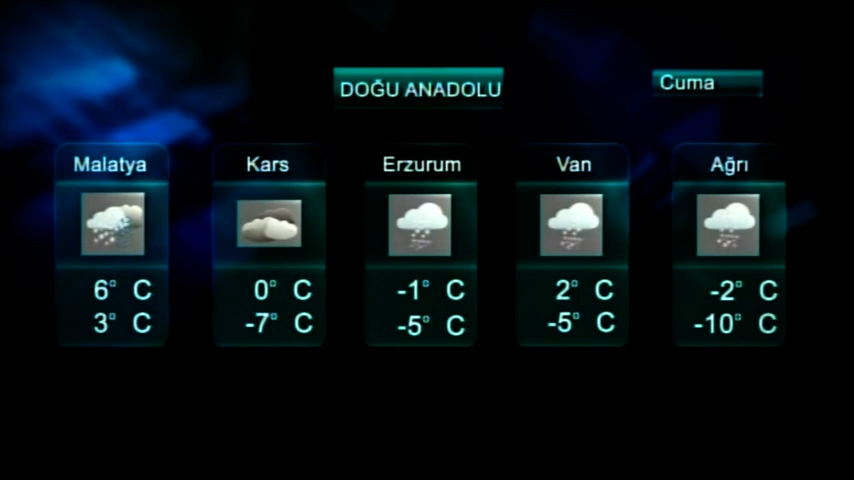 DOĞU ANADOLU
Cuma
Malatya
Kars
Erzurum
Van
Ağrı
6° C
0° C
-1° C
2° C
-2° C
3° C
-7° C
-5° C
-5° C
-10° C